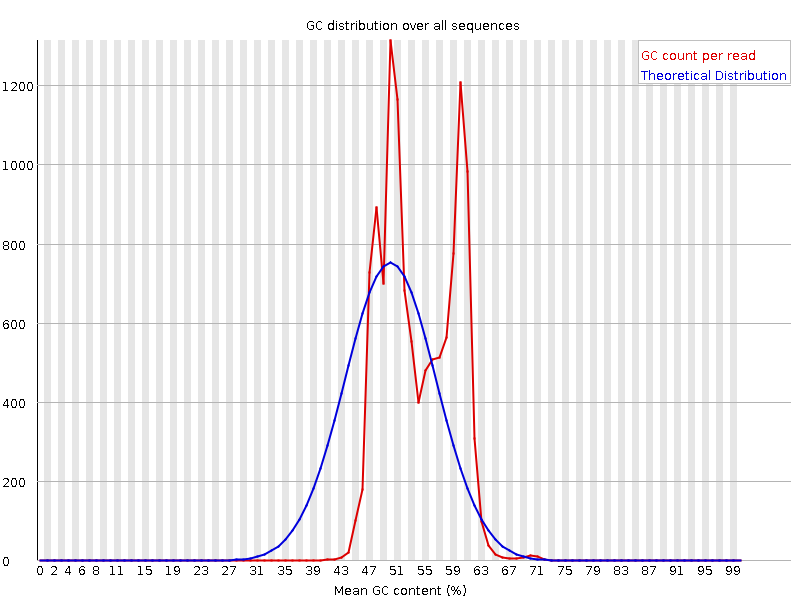 GC distribution over all sequences
GC count per read
Theoretical Distribution
1200
1000
800
600
400
200
0
0 2 4 6 8 11 15 19 23 27 31 35 39 43 47 51 55 59 63 67 71 75 79 83 87 91 95 99
Mean GC content (%)